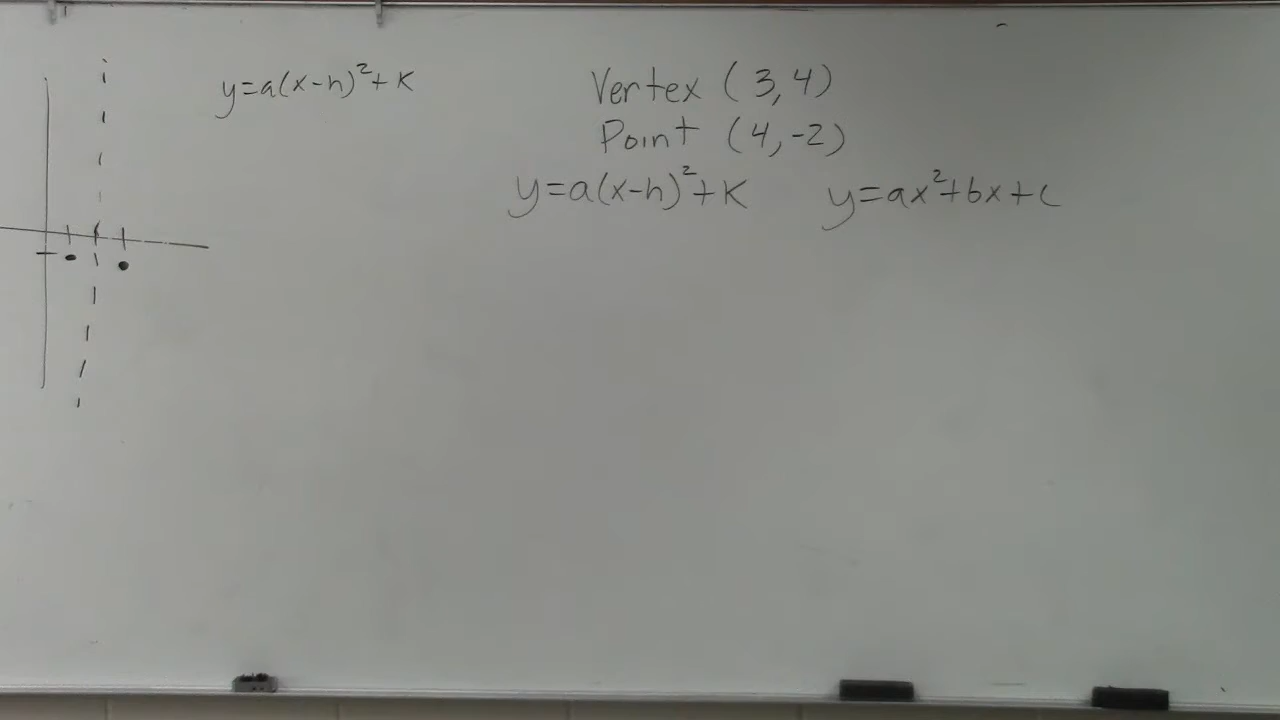 y=a(x-h)²+k
Vertex (3,4)
Point (4,-2)
y=a(x-h)²+k y=ax²+bx+c